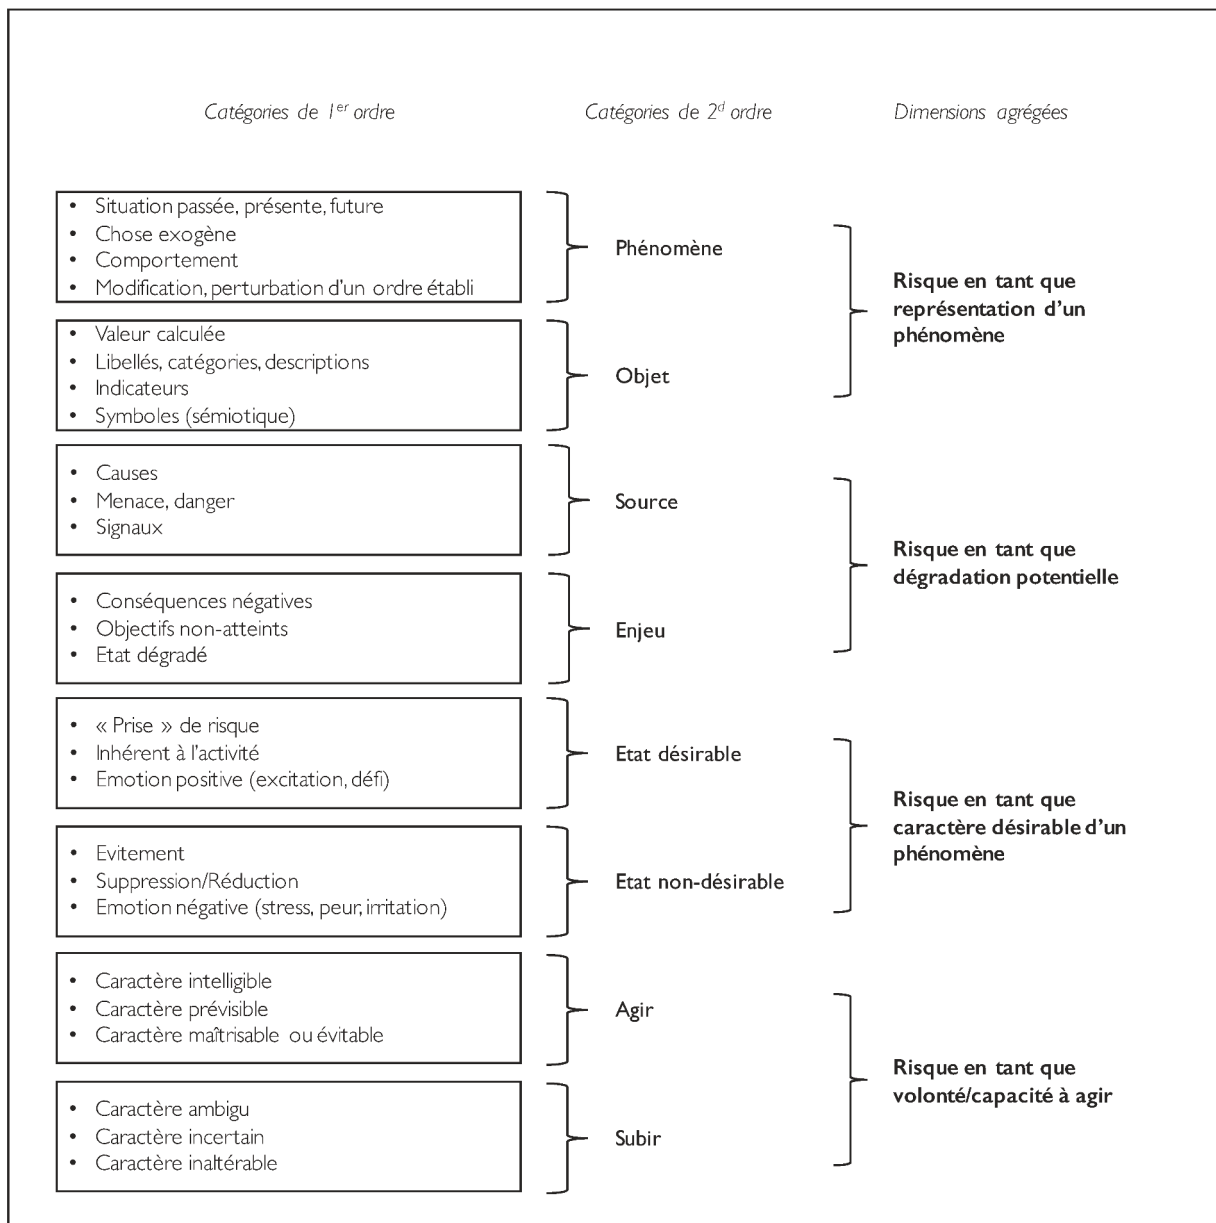 Catégories de 1er ordre
Catégories de 2d ordre
Dimensions agrégées
• Situation passée, présente, future
• Chose exogène
• Comportement
• Modification, perturbation d'un ordre établi
Phénomène
• Valeur calculée
• Libellés, catégories, descriptions
• Indicateurs
• Symboles (sémiotique)
Objet
Risque en tant que
représentation d'un
phénomène
• Causes
• Menace, danger
• Signaux
Source
• Conséquences négatives
• Objectifs non-atteints
• Etat dégradé
Enjeu
Risque en tant que
dégradation potentielle
• « Prise » de risque
• Inhérent à l'activité
• Emotion positive (excitation, défi)
Etat désirable
• Evitement
• Suppression/Réduction
• Emotion négative (stress, peur, irritation)
Etat non-désirable
Risque en tant que
caractère désirable d'un
phénomène
• Caractère intelligible
• Caractère prévisible
• Caractère maîtrisable ou évitable
Agir
• Caractère ambigu
• Caractère incertain
• Caractère inaltérable
Subir
Risque en tant que
volonté/capacité à agir